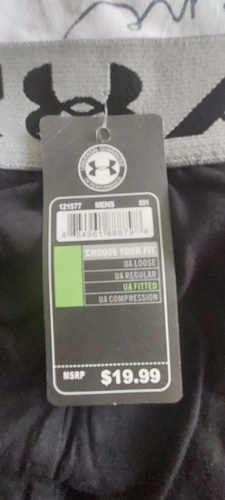 121577 MENS 001
CHOOSE YOUR FIT
UA LOOSE
UA REGULAR
UA FITTED
UA COMPRESSION
MSRP $19.99